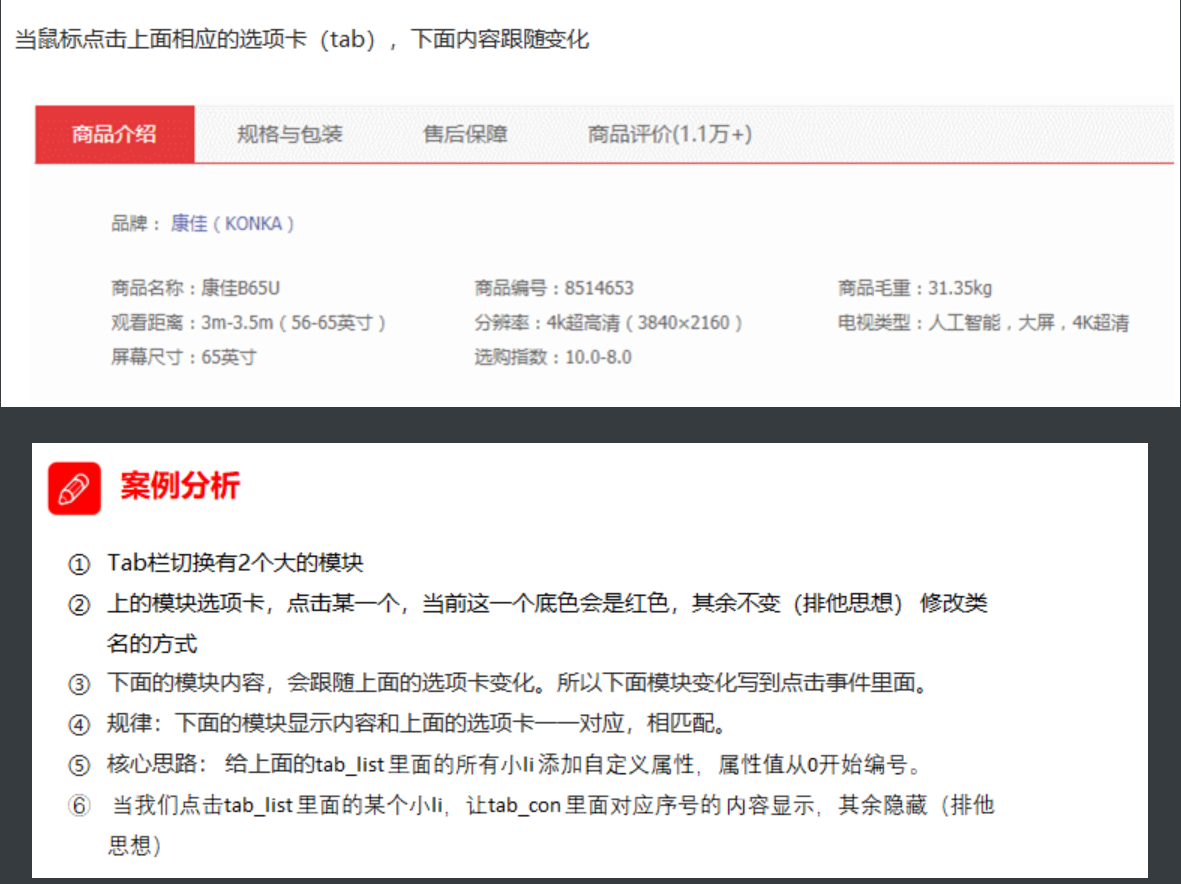 当鼠标点击上面相应的选项卡（tab），下面内容跟随变化
商品介绍 规格与包装 售后保障 商品评价(1.1万+)
品牌： 康佳（KONKA）
商品名称：康佳B65U 商品编号：8514653 商品毛重：31.35kg
观看距离：3m-3.5m（56-65英寸） 分辨率：4k超高清（3840×2160） 电视类型：人工智能，大屏，4K超清
屏幕尺寸：65英寸 选购指数：10.0-8.0
案例分析
① Tab栏切换有2个大的模块
② 上的模块选项卡，点击某一个，当前这一个底色会是红色，其余不变（排他思想） 修改类
名的方式
③ 下面的模块内容，会跟随上面的选项卡变化。所以下面模块变化写到点击事件里面。
④ 规律：下面的模块显示内容和上面的选项卡一一对应，相匹配。
⑤ 核心思路： 给上面的tab_list里面的所有小li添加自定义属性，属性值从0开始编号。
⑥ 当我们点击tab_list里面的某个小li，让tab_con里面对应序号的 内容显示，其余隐藏（排他
思想）